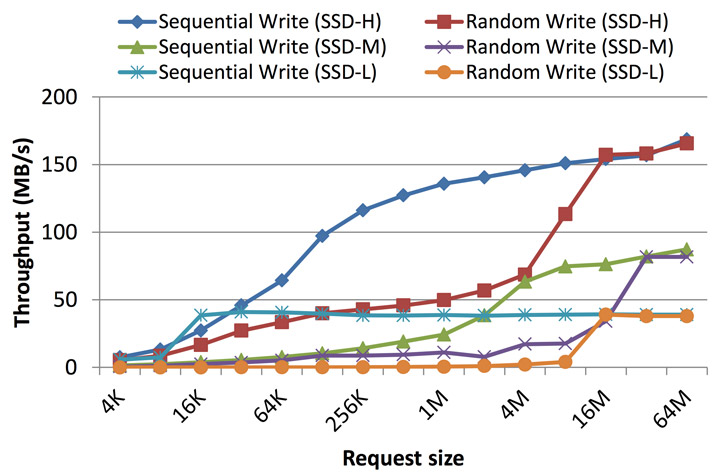 Sequential Write (SSD-H) Random Write (SSD-H)
Sequential Write (SSD-M) Random Write (SSD-M)
Sequential Write (SSD-L) Random Write (SSD-L)
Throughput (MB/s)
200
150
100
50
0
4K 16K 64K 256K 1M 4M 16M 64M
Request size